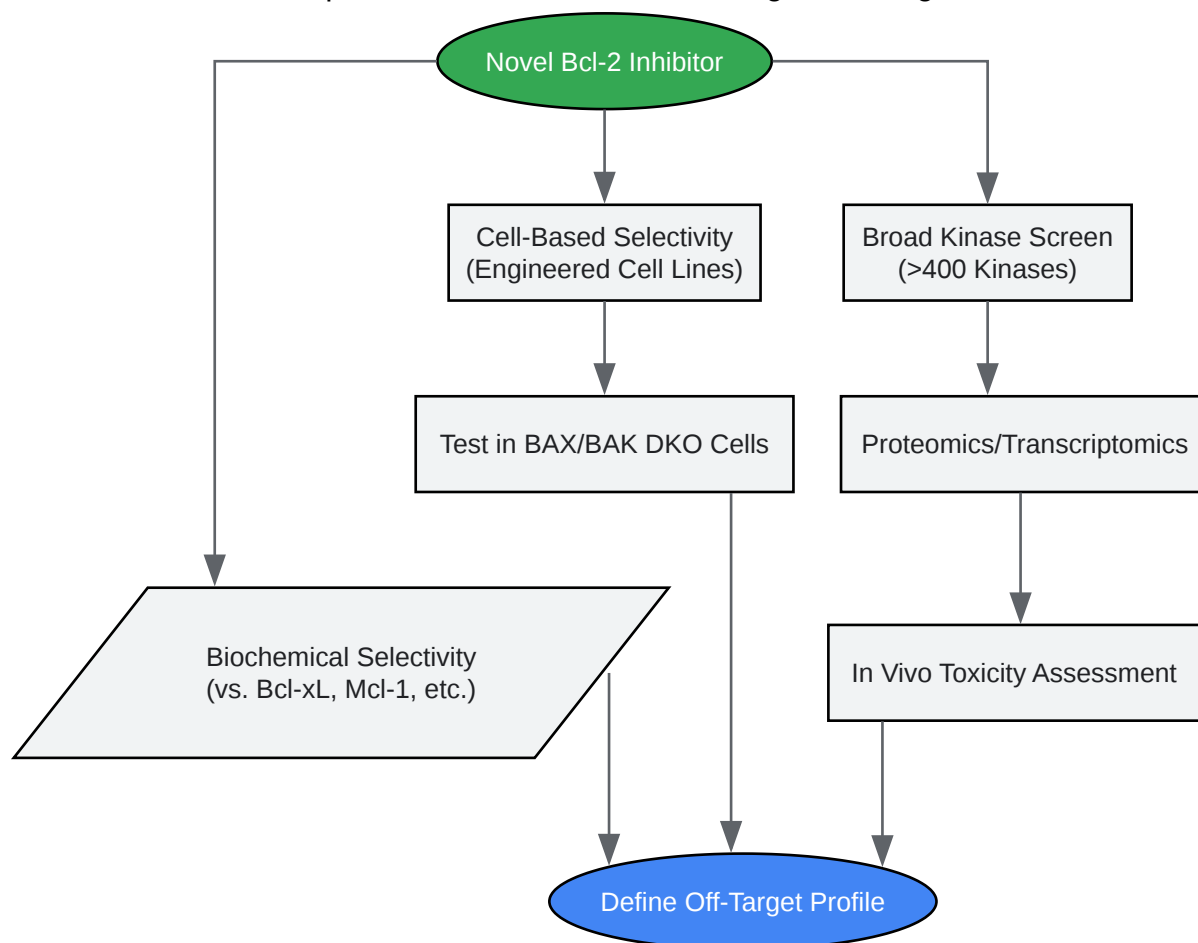 Novel Bcl-2 Inhibitor
Cell-Based Selectivity
(Engineered Cell Lines)
Broad Kinase Screen
(>400 Kinases)
Test in BAX/BAK DKO Cells
Proteomics/Transcriptomics
Biochemical Selectivity
(vs. Bcl-xL, Mcl-1, etc.)
In Vivo Toxicity Assessment
Define Off-Target Profile